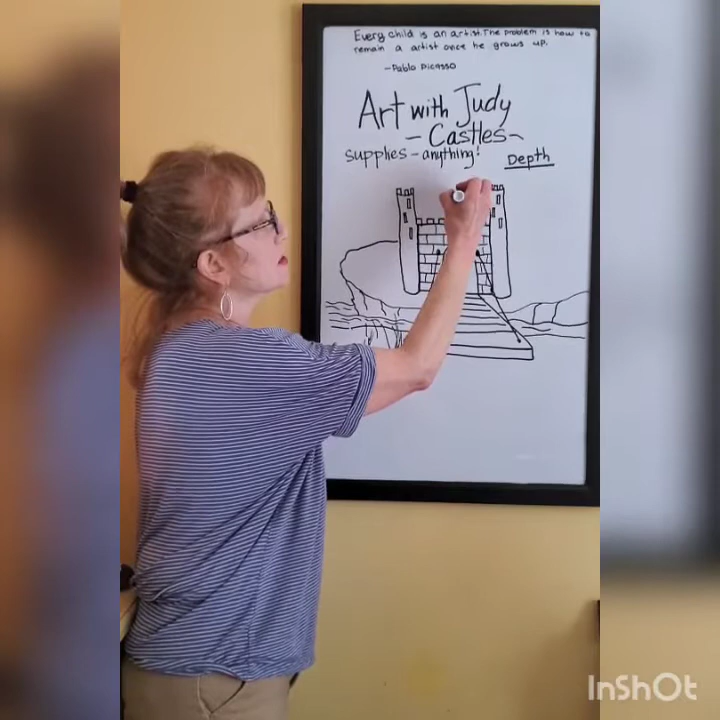 Every child is an artist. The problem is how to
remain a artist once he grows up.
-Pablo Picasso
Art with Judy
- Castles -
supplies - anything!
Depth
InShOt